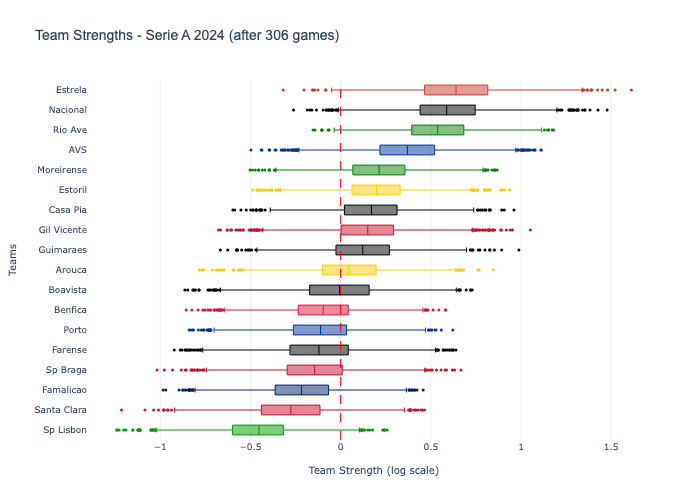 Team Strengths - Serie A 2024 (after 306 games)
Estrela
Nacional
Rio Ave
AVS
Moreirense
Estoril
Casa Pia
Gil Vicente
Guimaraes
Arouca
Boavista
Benfica
Porto
Farense
Sp Braga
Famalicao
Santa Clara
Sp Lisbon
Teams
−1 0 0.5 1 1.5
Team Strength (log scale)